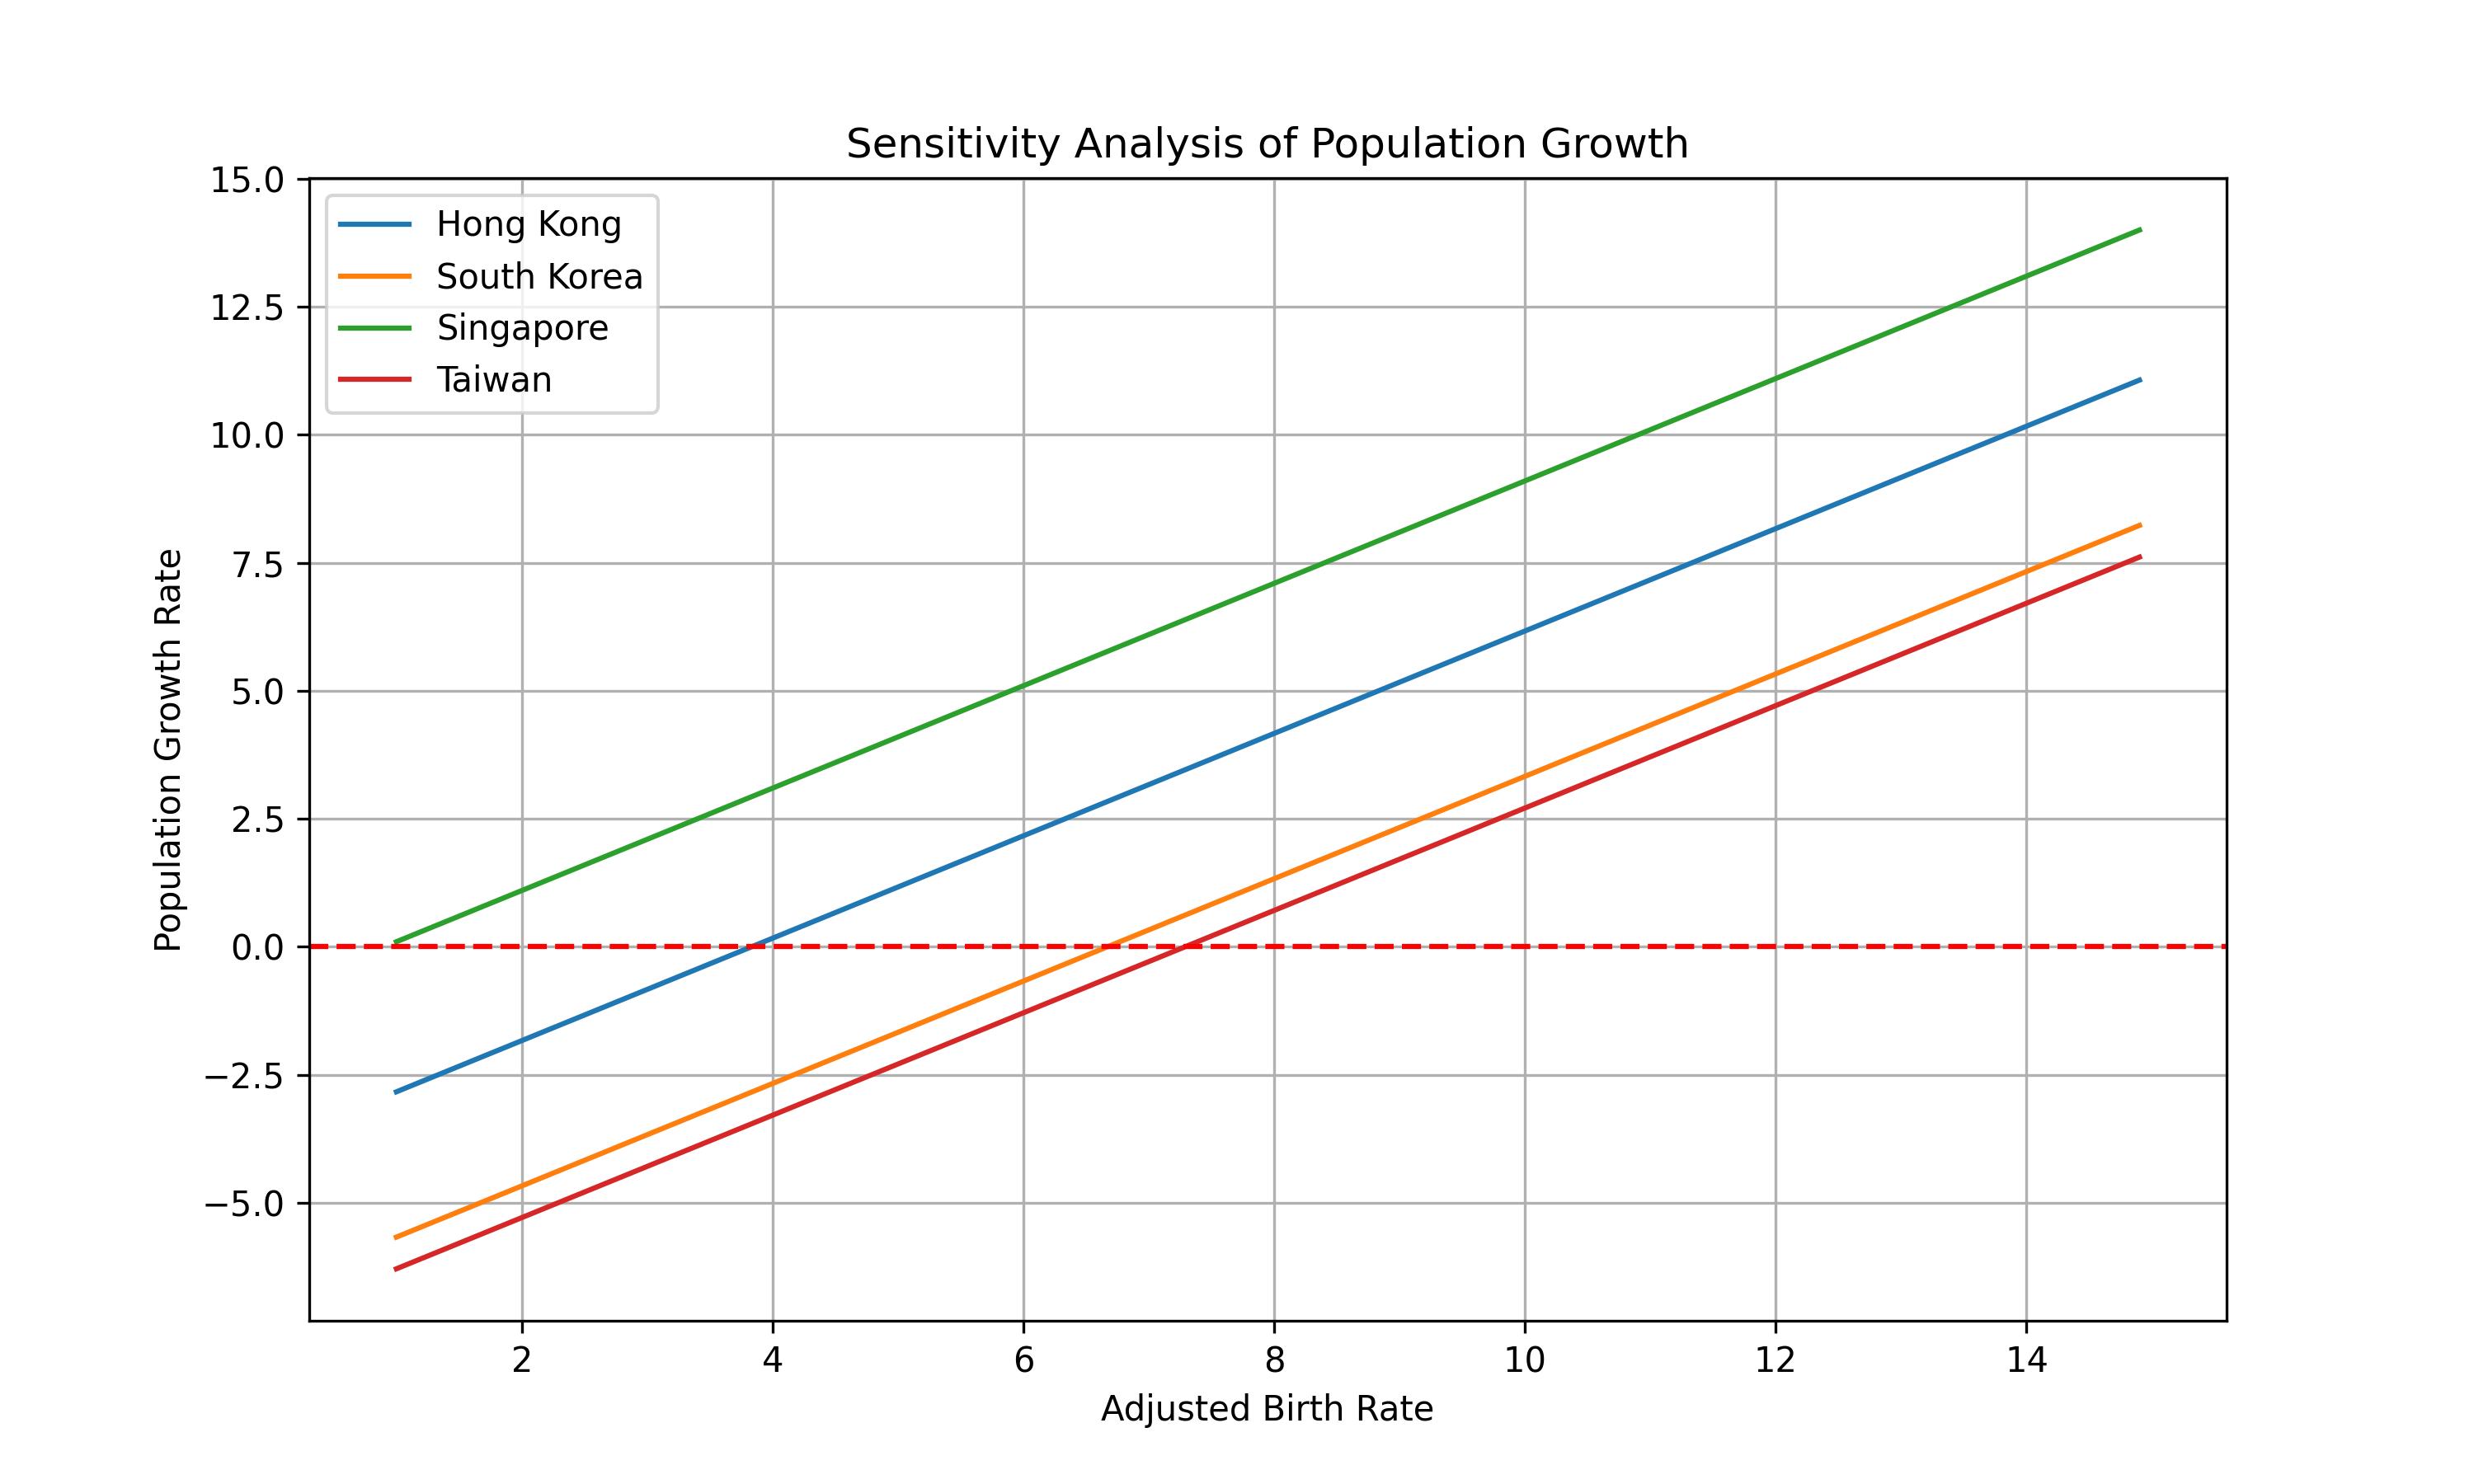 Sensitivity Analysis of Population Growth
Hong Kong
South Korea
Singapore
Taiwan
Population Growth Rate
15.0
12.5
10.0
7.5
5.0
2.5
0.0
−2.5
−5.0
2 4 6 8 10 12 14
Adjusted Birth Rate